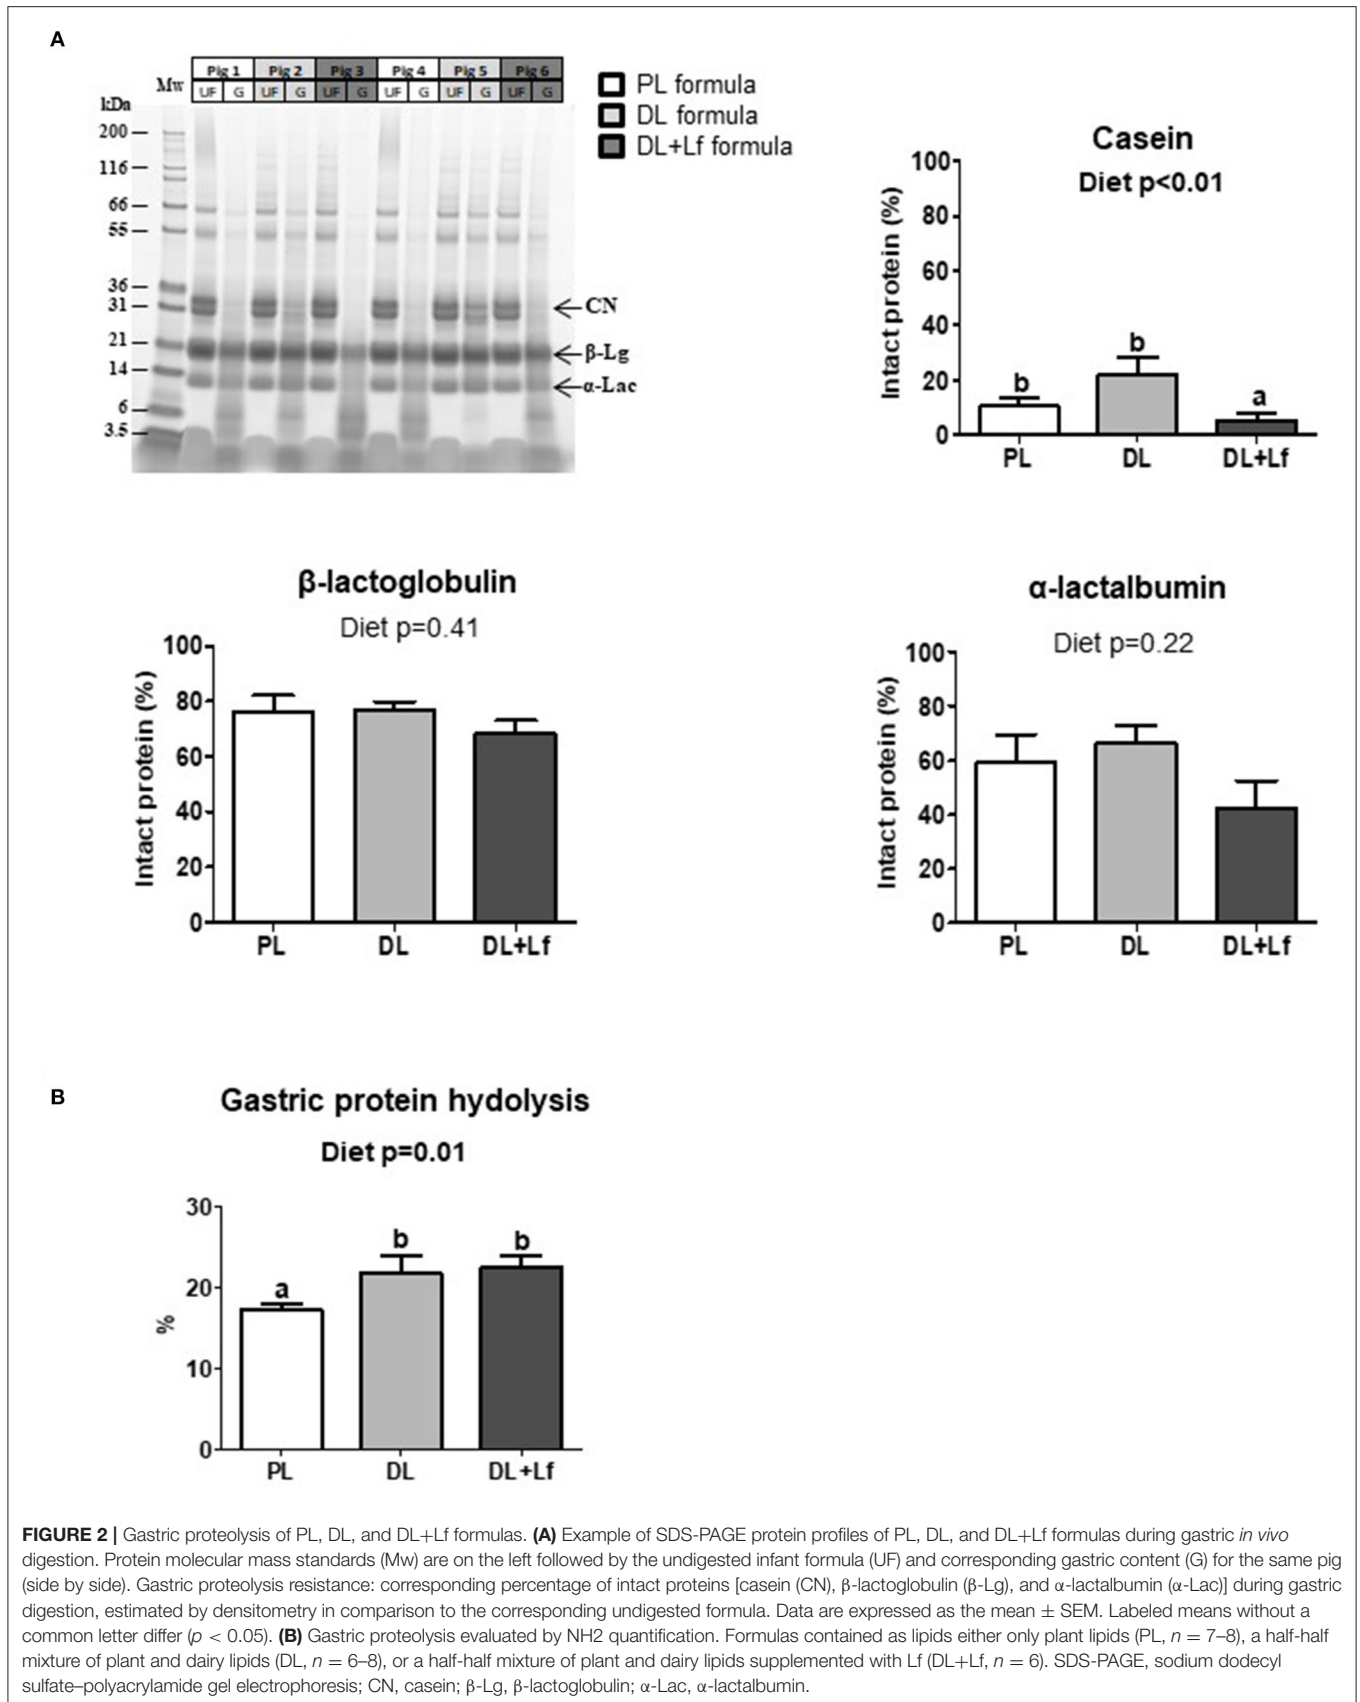 A
Pig 1 Pig 2 Pig 3 Pig 4 Pig 5 Pig 6
Mw UF G UF G UF G UF G UF G UF G
kDa
200
116
66
55
36
31
21
14
6
3.5
CN
β-Lg
α-Lac
PL formula
DL formula
DL+Lf formula
Casein
Diet p<0.01
Intact protein (%)
100
80
60
40
20
0
b
b
a
PL DL DL+Lf
β-lactoglobulin
Diet p=0.41
Intact protein (%)
100
80
60
40
20
0
PL DL DL+Lf
α-lactalbumin
Diet p=0.22
Intact protein (%)
100
80
60
40
20
0
PL DL DL+Lf
B
Gastric protein hydolysis
Diet p=0.01
%
30
20
10
0
a
b
b
PL DL DL+Lf
FIGURE 2 | Gastric proteolysis of PL, DL, and DL+Lf formulas. (A) Example of SDS-PAGE protein profiles of PL, DL, and DL+Lf formulas during gastric in vivo
digestion. Protein molecular mass standards (Mw) are on the left followed by the undigested infant formula (UF) and corresponding gastric content (G) for the same pig
(side by side). Gastric proteolysis resistance: corresponding percentage of intact proteins [casein (CN), β-lactoglobulin (β-Lg), and α-lactalbumin (α-Lac)] during gastric
digestion, estimated by densitometry in comparison to the corresponding undigested formula. Data are expressed as the mean ± SEM. Labeled means without a
common letter differ (p < 0.05). (B) Gastric proteolysis evaluated by NH2 quantification. Formulas contained as lipids either only plant lipids (PL, n = 7–8), a half-half
mixture of plant and dairy lipids (DL, n = 6–8), or a half-half mixture of plant and dairy lipids supplemented with Lf (DL+Lf, n = 6). SDS-PAGE, sodium dodecyl
sulfate–polyacrylamide gel electrophoresis; CN, casein; β-Lg, β-lactoglobulin; α-Lac, α-lactalbumin.